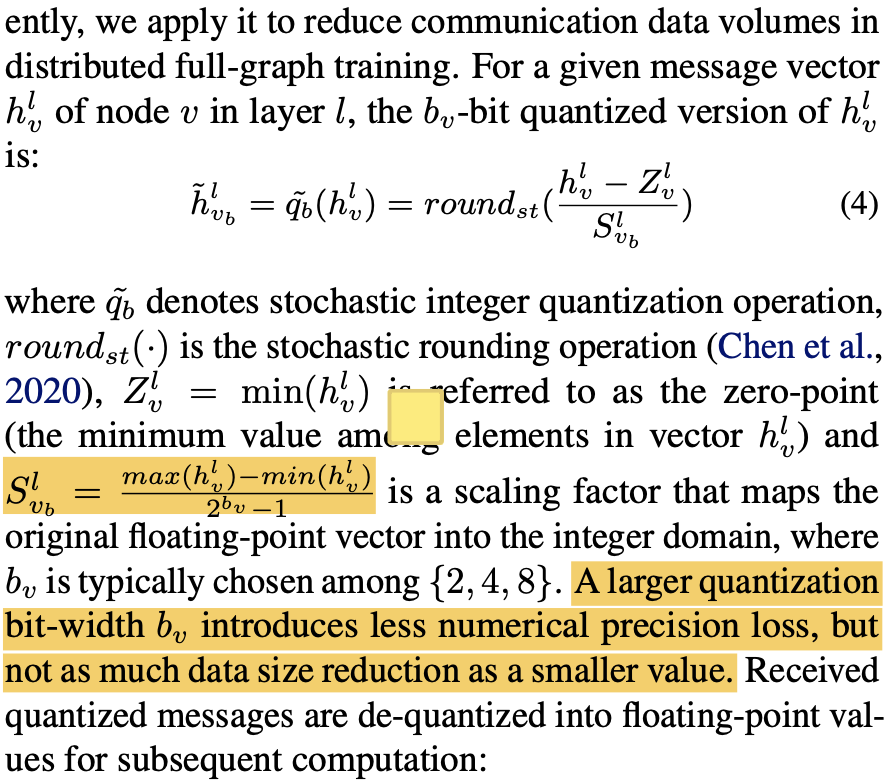 ently, we apply it to reduce communication data volumes in
distributed full-graph training. For a given message vector
$h_v^l$ of node $v$ in layer $l$, the $b_v$-bit quantized version of $h_v^l$
is:
$\tilde{h}_{v_b}^l = \tilde{q}_b(h_v^l) = round_{st}(\frac{h_v^l - Z_v^l}{S_{v_b}^l})$ (4)
where $\tilde{q}_b$ denotes stochastic integer quantization operation,
$round_{st}(\cdot)$ is the stochastic rounding operation (Chen et al.,
2020), $Z_v^l = \min(h_v^l)$ is referred to as the zero-point
(the minimum value among elements in vector $h_v^l$) and
$S_{v_b}^l = \frac{max(h_v^l)-min(h_v^l)}{2^{b_v}-1}$ is a scaling factor that maps the
original floating-point vector into the integer domain, where
$b_v$ is typically chosen among $\{2, 4, 8\}$. A larger quantization
bit-width $b_v$ introduces less numerical precision loss, but
not as much data size reduction as a smaller value. Received
quantized messages are de-quantized into floating-point val-
ues for subsequent computation: